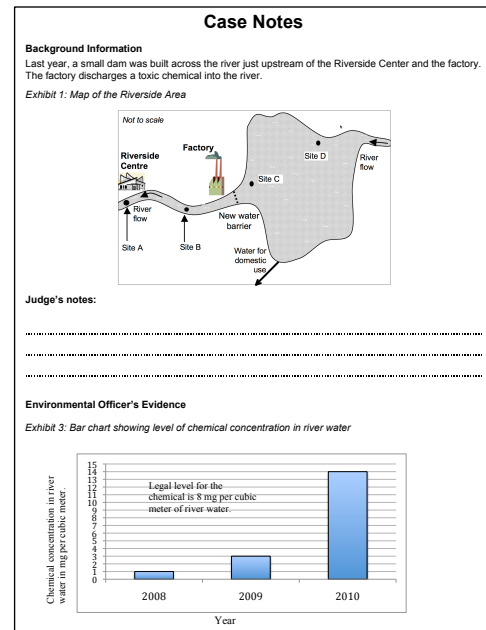 Case Notes
Background Information
Last year, a small dam was built across the river just upstream of the Riverside Center and the factory.
The factory discharges a toxic chemical into the river.
Exhibit 1: Map of the Riverside Area
Not to scale
Riverside
Centre
Factory
Site D
River
flow
Site C
River
flow
New water
barrier
Site A
Site B
Water for
domestic
use
Judge's notes:
Environmental Officer's Evidence
Exhibit 3: Bar chart showing level of chemical concentration in river water
Chemical concentration in river
water in mg per cubic meter.
15
14
13
12
11
10
9
8
7
6
5
4
3
2
1
0
Legal level for the
chemical is 8 mg per cubic
meter of river water.
2008
2009
2010
Year